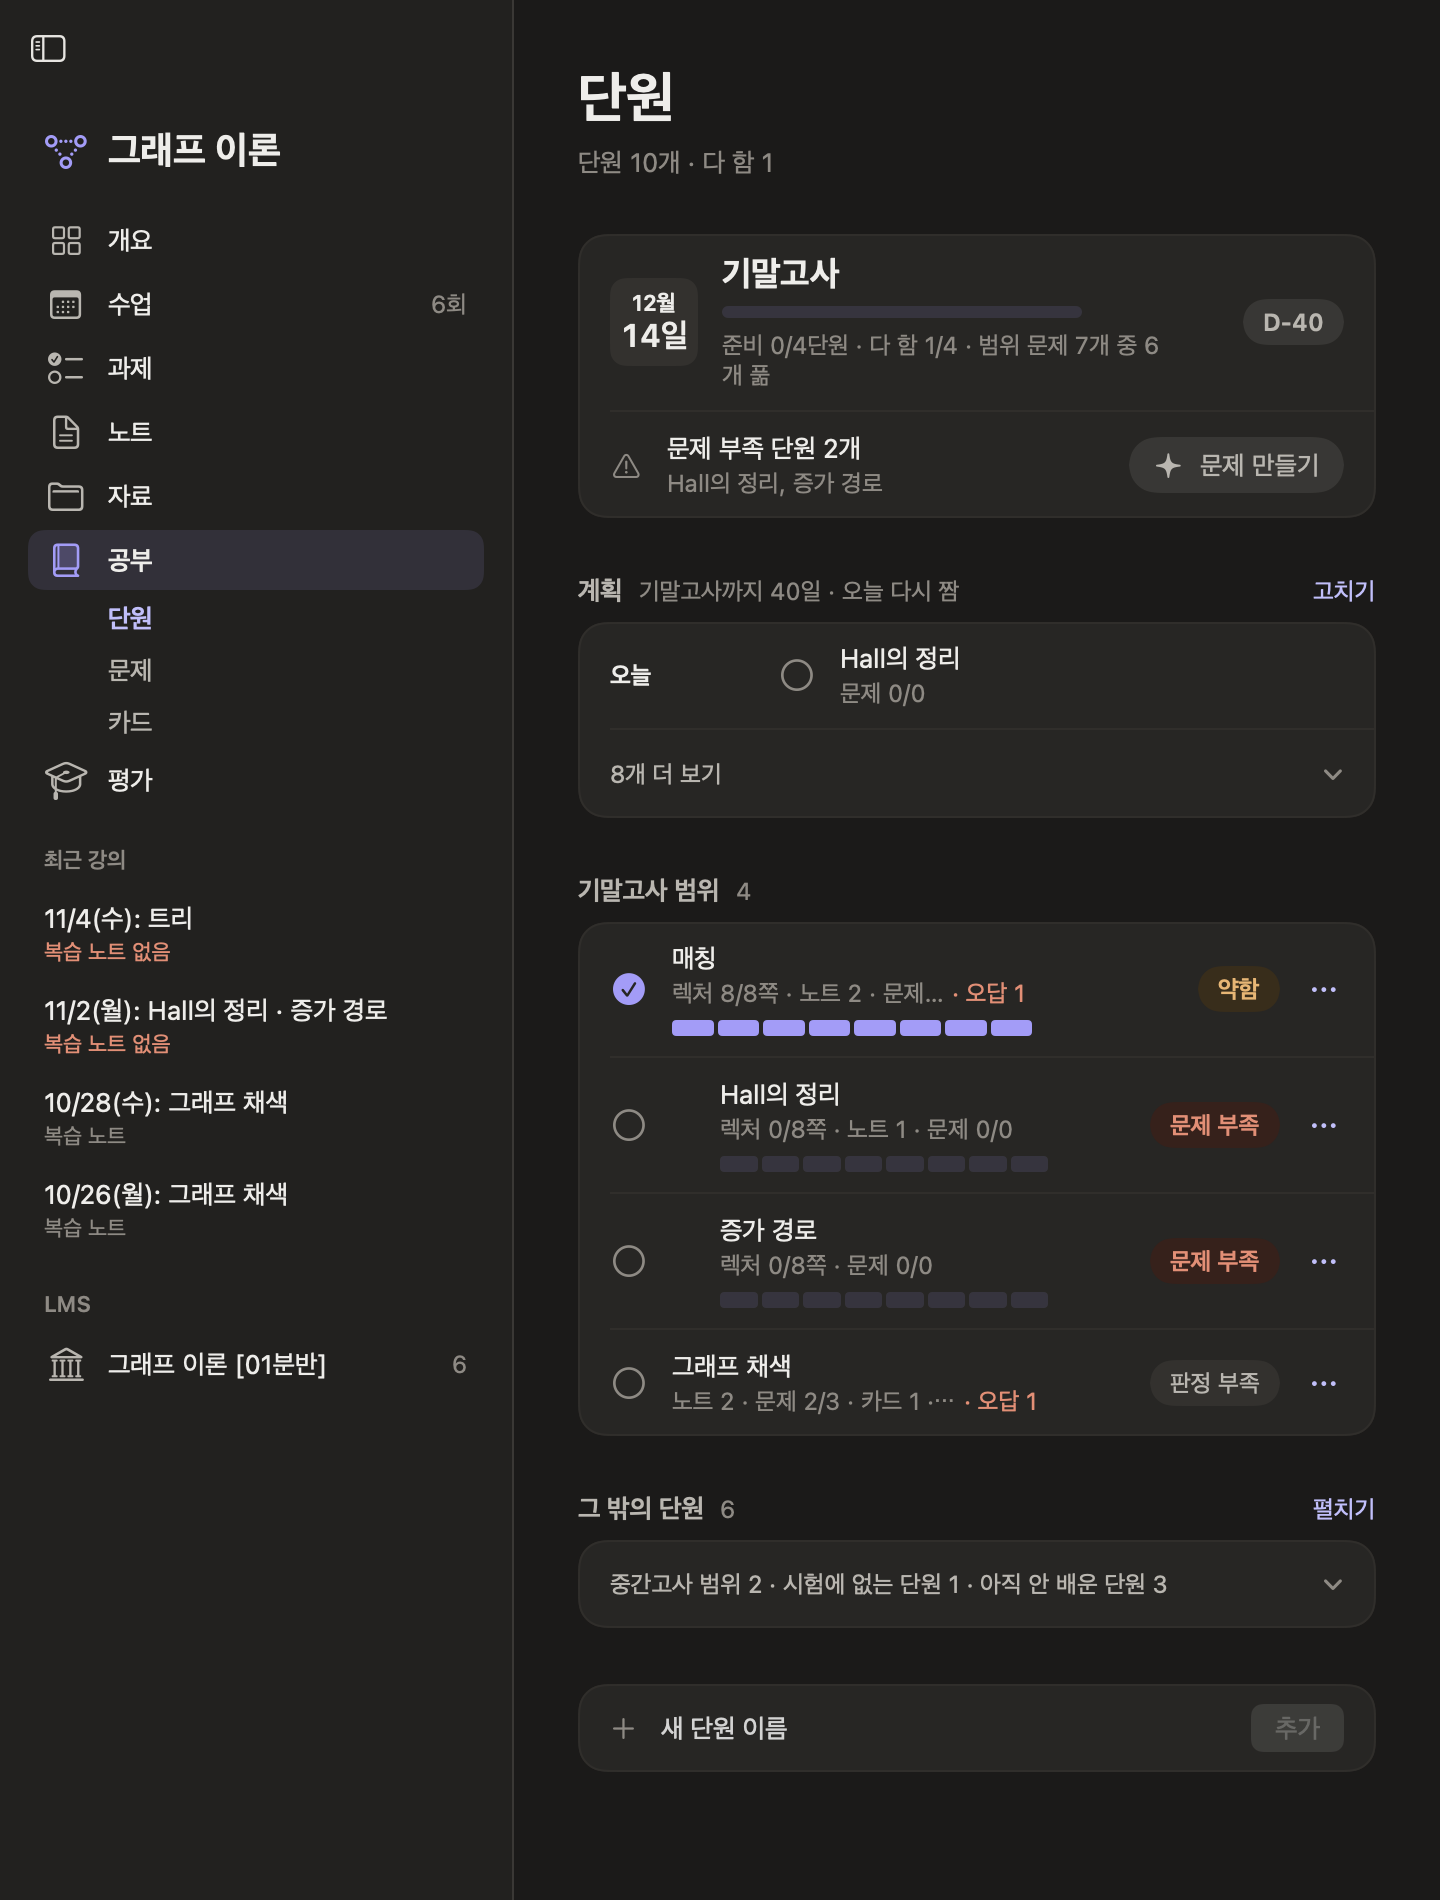 그래프 이론
개요
수업 6회
과제
노트
자료
공부
단원
문제
카드
평가
최근 강의
11/4(수): 트리
복습 노트 없음
11/2(월): Hall의 정리 · 증가 경로
복습 노트 없음
10/28(수): 그래프 채색
복습 노트
10/26(월): 그래프 채색
복습 노트
LMS
그래프 이론 [01분반] 6
단원
단원 10개 · 다 함 1
12월
14일
기말고사
준비 0/4단원 · 다 함 1/4 · 범위 문제 7개 중 6
개 풂
D-40
문제 부족 단원 2개
Hall의 정리, 증가 경로
문제 만들기
계획 기말고사까지 40일 · 오늘 다시 짬 고치기
오늘
Hall의 정리
문제 0/0
8개 더 보기
기말고사 범위 4
매칭
렉처 8/8쪽 · 노트 2 · 문제... · 오답 1
약함
Hall의 정리
렉처 0/8쪽 · 노트 1 · 문제 0/0
문제 부족
증가 경로
렉처 0/8쪽 · 문제 0/0
문제 부족
그래프 채색
노트 2 · 문제 2/3 · 카드 1 ·… · 오답 1
판정 부족
그 밖의 단원 6 펼치기
중간고사 범위 2 · 시험에 없는 단원 1 · 아직 안 배운 단원 3
새 단원 이름
추가